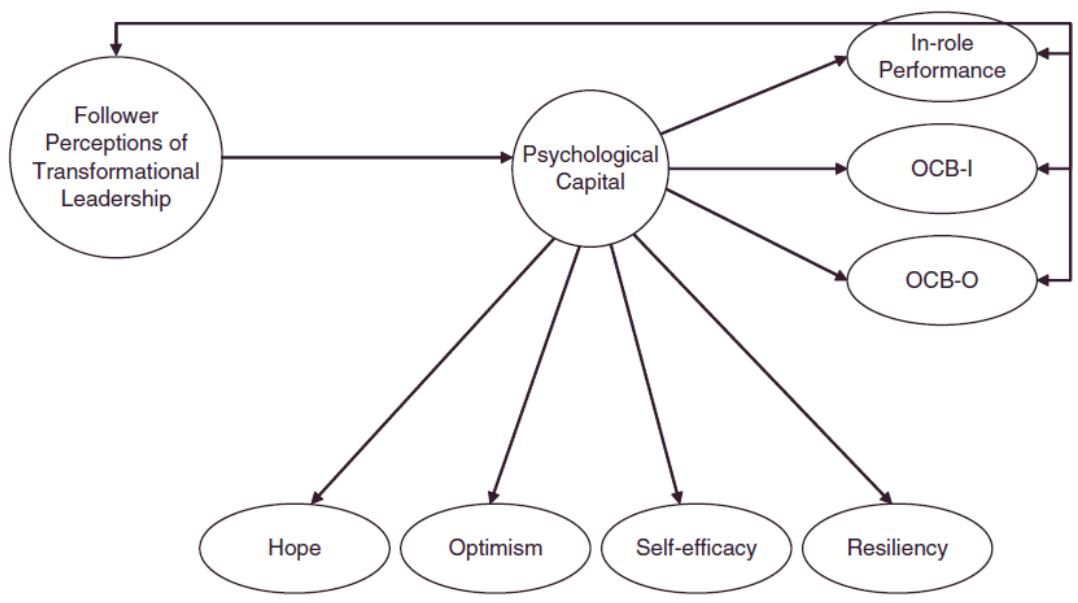 Follower
Perceptions of
Transformational
Leadership
Psychological
Capital
In-role
Performance
OCB-I
OCB-O
Hope
Optimism
Self-efficacy
Resiliency